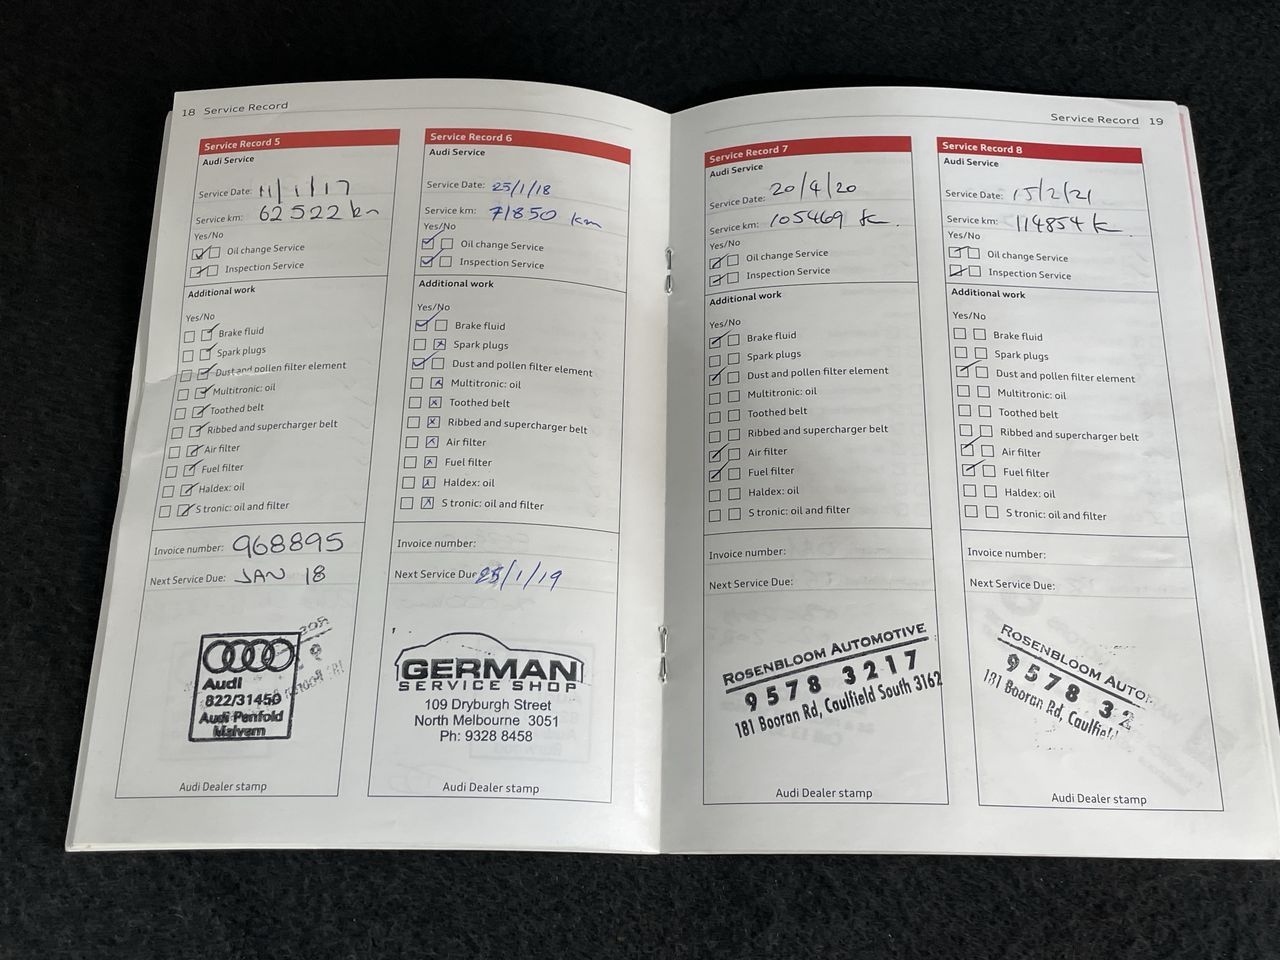 18 Service Record
Service Record 5
Audi Service
Service Date: 11/1/17
Service km: 62522 km
Yes/No
Oil change Service
Inspection Service
Additional work
Yes/No
Brake fluid
Spark plugs
Dust and pollen filter element
Multitronic: oil
Toothed belt
Ribbed and supercharger belt
Air filter
Fuel filter
Haldex: oil
S tronic: oil and filter
Invoice number: 968895
Next Service Due: JAN 18
Audi
822/31450
Audi Penfold
Malvern
Audi Dealer stamp
Service Record 6
Audi Service
Service Date: 25/1/18
Service km: 71850 km
Yes/No
Oil change Service
Inspection Service
Additional work
Yes/No
Brake fluid
Spark plugs
Dust and pollen filter element
Multitronic: oil
Toothed belt
Ribbed and supercharger belt
Air filter
Fuel filter
Haldex: oil
S tronic: oil and filter
Invoice number:
Next Service Due: 25/1/19
GERMAN
SERVICE SHOP
109 Dryburgh Street
North Melbourne 3051
Ph: 9328 8458
Audi Dealer stamp
Service Record 19
Service Record 7
Audi Service
Service Date: 20/4/20
Service km: 105469 k
Yes/No
Oil change Service
Inspection Service
Additional work
Yes/No
Brake fluid
Spark plugs
Dust and pollen filter element
Multitronic: oil
Toothed belt
Ribbed and supercharger belt
Air filter
Fuel filter
Haldex: oil
S tronic: oil and filter
Invoice number:
Next Service Due:
ROSENBLOOM AUTOMOTIVE
9578 3217
181 Booran Rd, Caulfield South 3162
Audi Dealer stamp
Service Record 8
Audi Service
Service Date: 15/2/21
Service km: 114854 k
Yes/No
Oil change Service
Inspection Service
Additional work
Yes/No
Brake fluid
Spark plugs
Dust and pollen filter element
Multitronic: oil
Toothed belt
Ribbed and supercharger belt
Air filter
Fuel filter
Haldex: oil
S tronic: oil and filter
Invoice number:
Next Service Due:
ROSENBLOOM AUTO
9578 32
181 Booran Rd, Caulfiel
Audi Dealer stamp